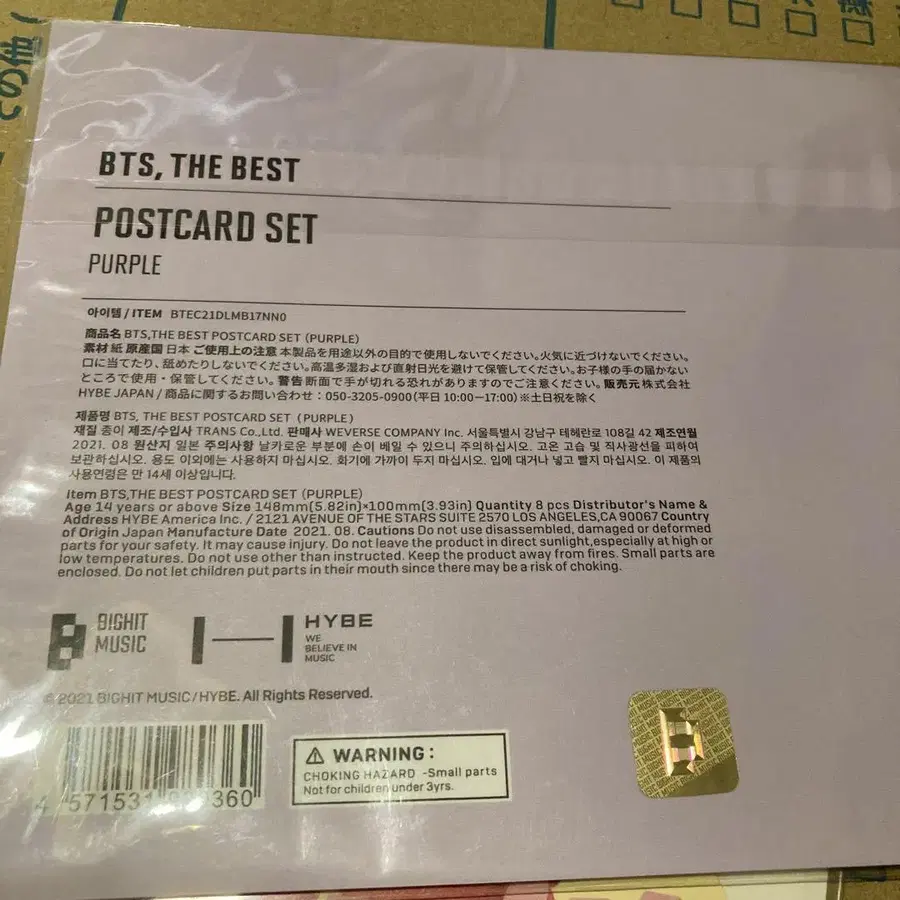 その他
BTS, THE BEST
POSTCARD SET
PURPLE
아이템 / ITEM BTEC21DLMB17NN0
商品名 BTS,THE BEST POSTCARD SET (PURPLE)
素材 紙 原産国 日本 ご使用上の注意 本製品を用途以外の目的で使用しないでください。火気に近づけないでください。
口に当てたり、舐めたりしないでください。高温多湿および直射日光を避けて保管してください。お子様の手の届かない
ところで使用・保管してください。警告 断面で手が切れる恐れがありますのでご注意ください。販売元 株式会社
HYBE JAPAN / 商品に関するお問い合わせ:050-3205-0900(平日 10:00−17:00)※土日祝を除く
제품명 BTS, THE BEST POSTCARD SET (PURPLE)
재질 종이 제조/수입사 TRANS Co.,Ltd. 판매사 WEVERSE COMPANY Inc. 서울특별시 강남구 테헤란로 108길 42 제조연월
2021. 08 원산지 일본 주의사항 날카로운 부분에 손이 베일 수 있으니 주의하십시오. 고온 고습 및 직사광선을 피하여
보관하십시오. 용도 이외에는 사용하지 마십시오. 화기에 가까이 두지 마십시오. 입에 대거나 넣고 빨지 마십시오. 이 제품의
사용연령은 만 14세 이상입니다.
Item BTS,THE BEST POSTCARD SET (PURPLE)
Age 14 years or above Size 148mm(5.82in)×100mm(3.93in) Quantity 8 pcs Distributor's Name &
Address HYBE America Inc. / 2121 AVENUE OF THE STARS SUITE 2570 LOS ANGELES,CA 90067 Country
of Origin Japan Manufacture Date 2021. 08. Cautions Do not use disassembled, damaged or deformed
parts for your safety. It may cause injury. Do not leave the product in direct sunlight,especially at high or
low temperatures. Do not use other than instructed. Keep the product away from fires. Small parts are
enclosed. Do not let children put parts in their mouth since there may be a risk of choking.
BIGHIT
MUSIC
HYBE
WE
BELIEVE IN
MUSIC
© 2021 BIGHIT MUSIC/HYBE. All Rights Reserved.
⚠ WARNING:
CHOKING HAZARD -Small parts
Not for children under 3yrs.
4 571531 360